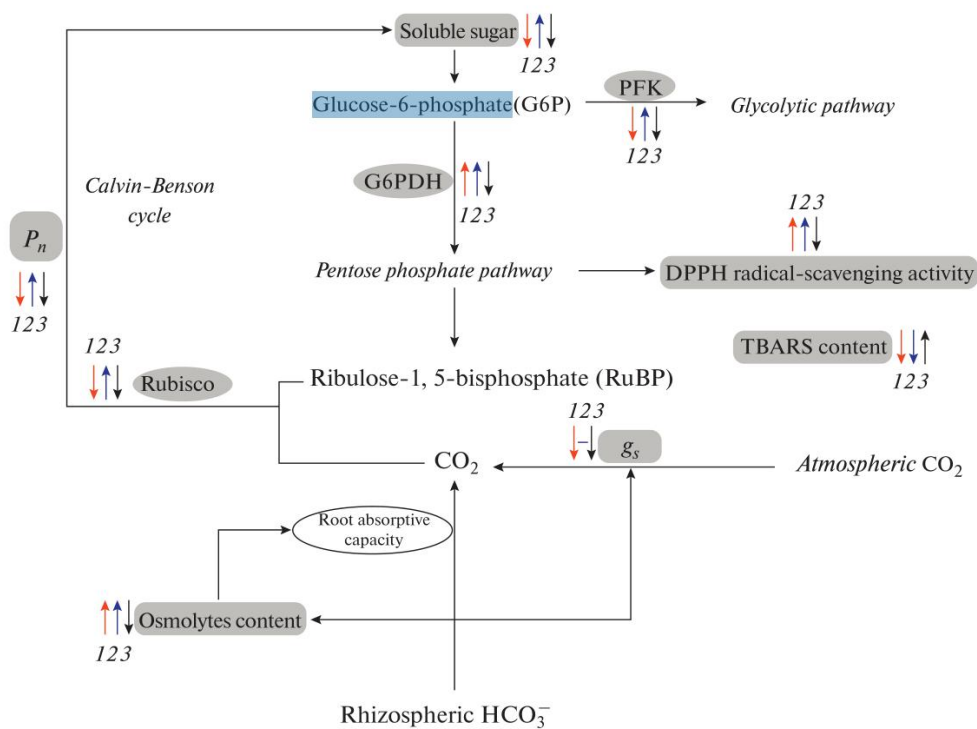 Soluble sugar
123
Glucose-6-phosphate(G6P)
PFK
123
Glycolytic pathway
G6PDH
123
Calvin-Benson
cycle
Pn
123
Pentose phosphate pathway
123
DPPH radical-scavenging activity
TBARS content
123
123
Rubisco
Ribulose-1, 5-bisphosphate (RuBP)
123
gs
CO2
Atmospheric CO2
Root absorptive
capacity
Osmolytes content
123
Rhizospheric HCO3−